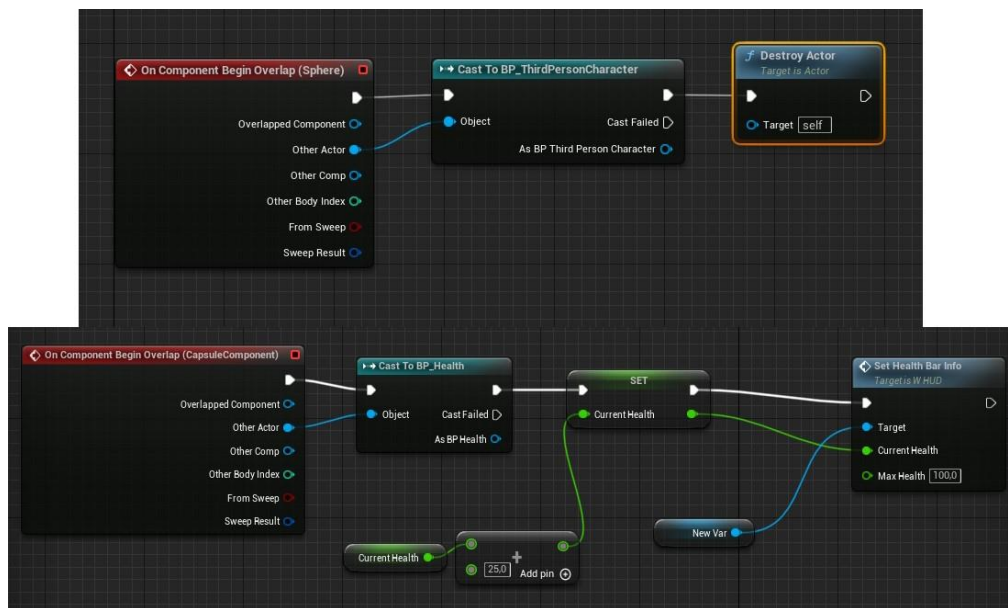 On Component Begin Overlap (Sphere)
Overlapped Component
Other Actor
Other Comp
Other Body Index
From Sweep
Sweep Result
Cast To BP_ThirdPersonCharacter
Object
Cast Failed
As BP Third Person Character
f Destroy Actor
Target is Actor
Target self
On Component Begin Overlap (CapsuleComponent)
Overlapped Component
Other Actor
Other Comp
Other Body Index
From Sweep
Sweep Result
Cast To BP_Health
Object
Cast Failed
As BP Health
SET
Current Health
Current Health
25,0
+
Add pin
New Var
Set Health Bar Info
Target is W HUD
Target
Current Health
Max Health 100,0